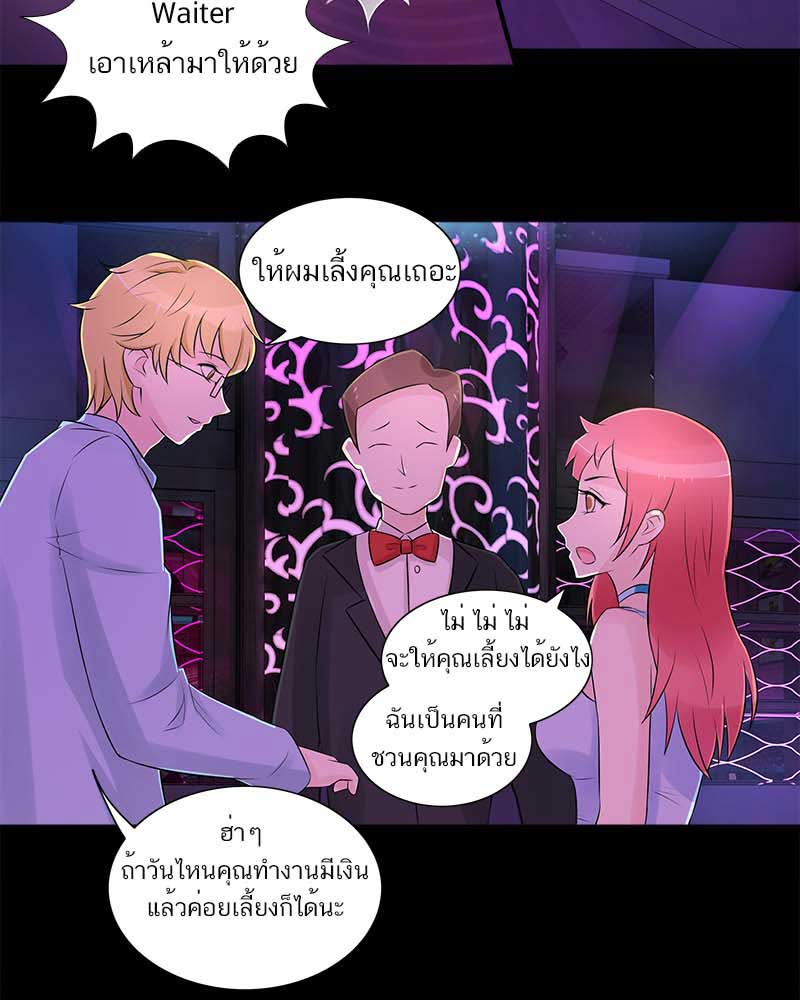 Waiter
เอาเหล้ามาให้ด้วย
ให้ผมเลี้งคุณเถอะ
ไม่ ไม่ ไม่
จะให้คุณเลี้ยงได้ยังไง
ฉันเป็นคนที่
ชวนคุณมาด้วย
ฮ่าๆ
ถ้าวันไหนคุณทำงานมีเงิน
แล้วค่อยเลี้ยงก็ได้นะ